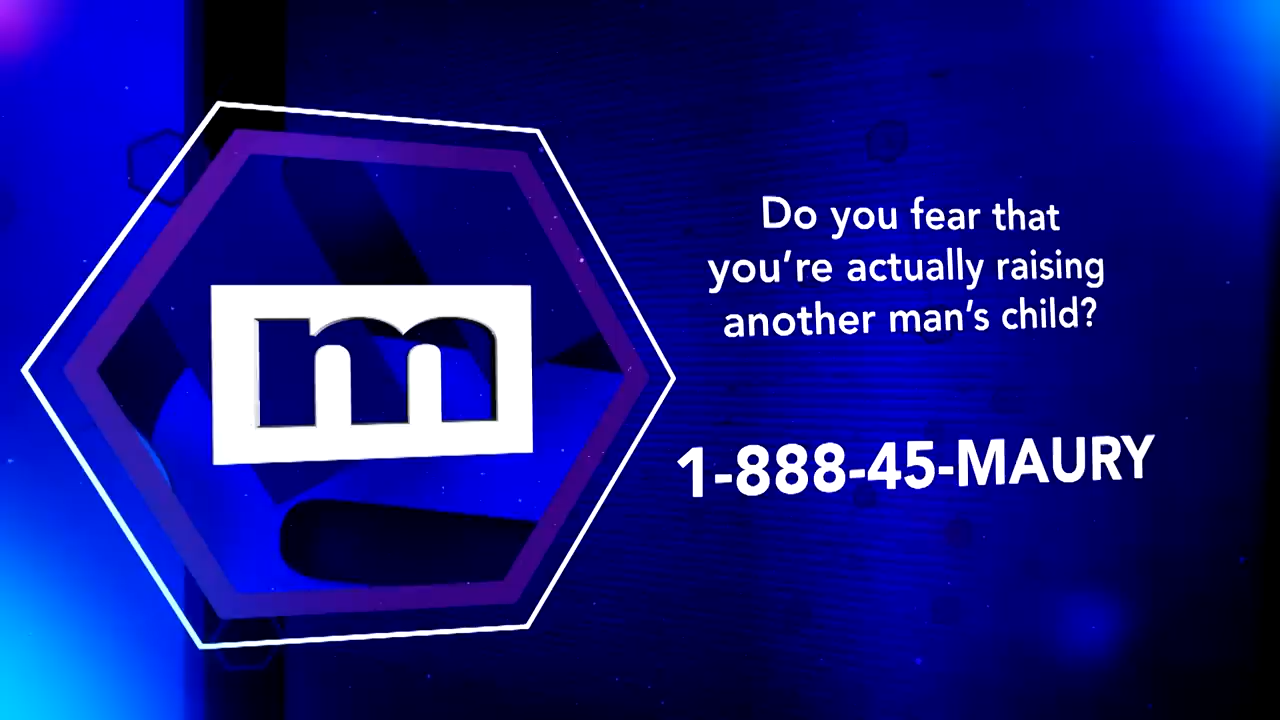 m
Do you fear that
you're actually raising
another man's child?
1-888-45-MAURY